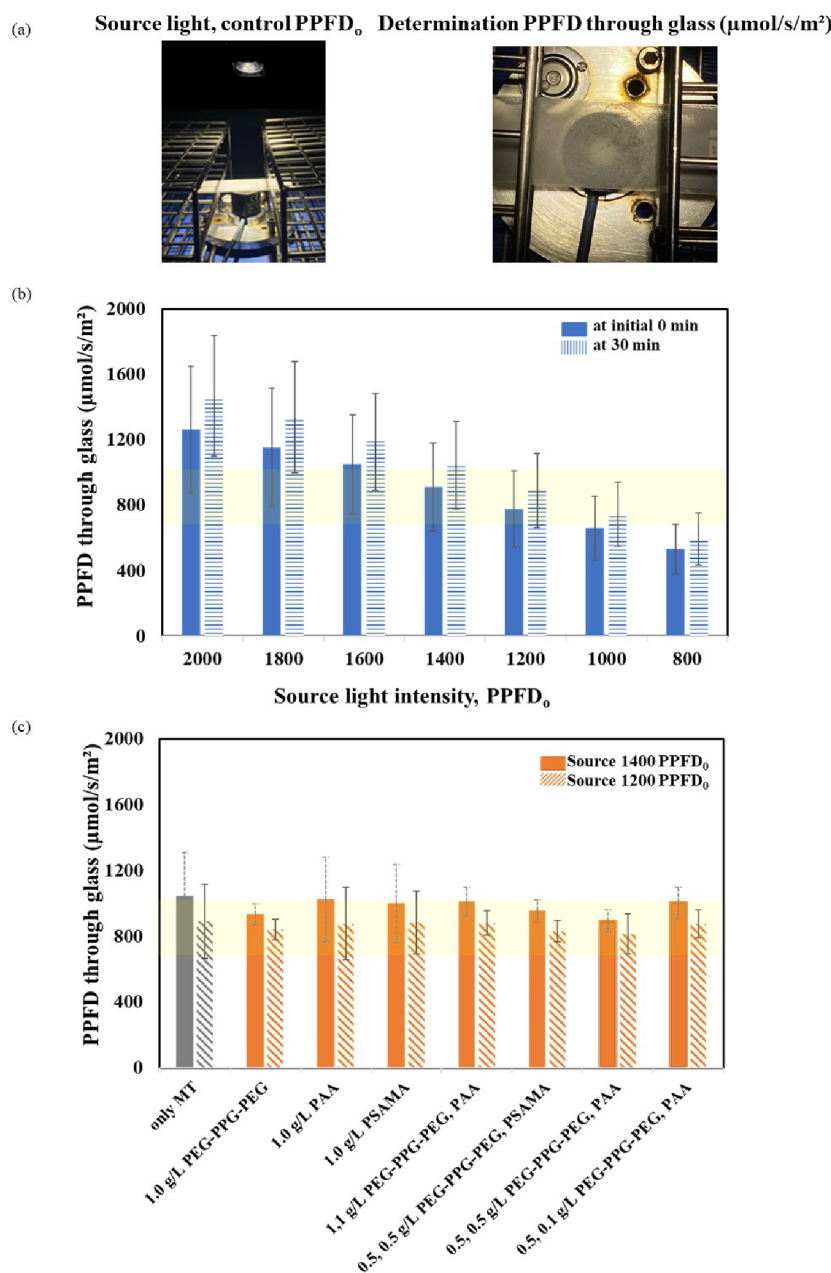 (a)
Source light, control PPFDₒ Determination PPFD through glass (µmol/s/m²)
(b)
2000
1600
1200
800
400
0
PPFD through glass (µmol/s/m²)
at initial 0 min
at 30 min
2000 1800 1600 1400 1200 1000 800
Source light intensity, PPFDₒ
(c)
2000
1600
1200
800
400
0
PPFD through glass (µmol/s/m²)
Source 1400 PPFDₒ
Source 1200 PPFDₒ
only MT
1.0 g/L PEG-PPG-PEG
1.0 g/L PAA
1.0 g/L PSAMA
1,1 g/L PEG-PPG-PEG, PAA
0.5, 0.5 g/L PEG-PPG-PEG, PSAMA
0.5, 0.5 g/L PEG-PPG-PEG, PAA
0.5, 0.1 g/L PEG-PPG-PEG, PAA